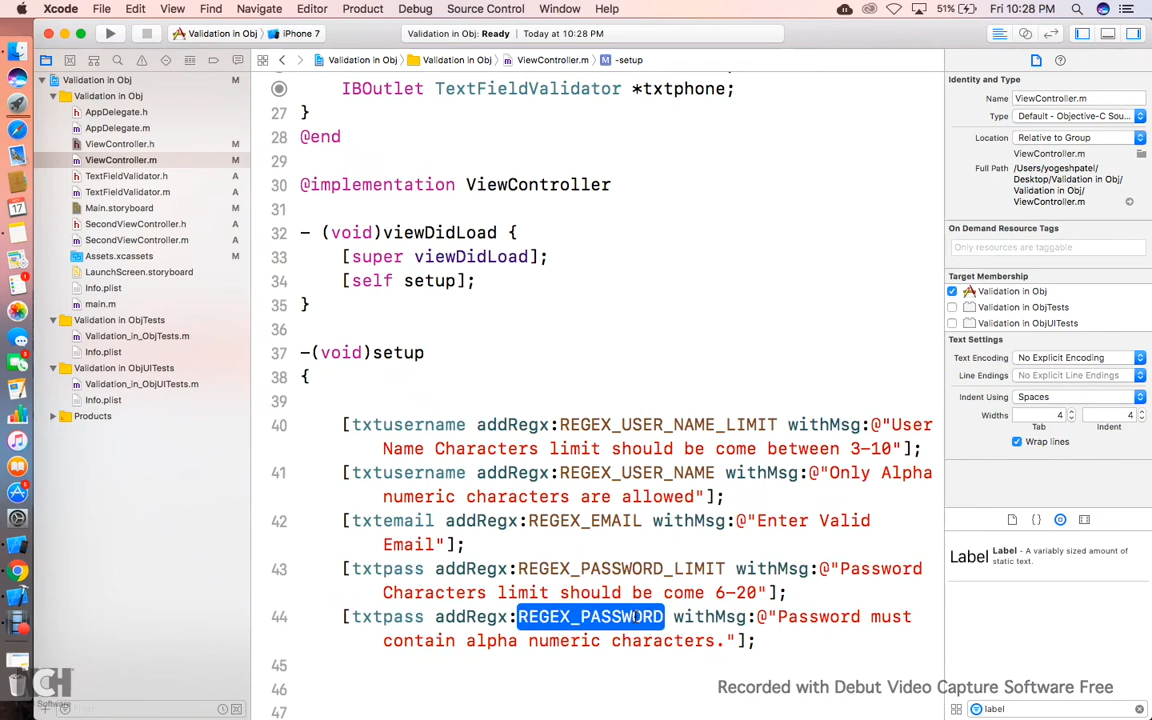 Xcode File Edit View Find Navigate Editor Product Debug Source Control Window Help 51% Fri 10:28 PM
Validation in Obj iPhone 7 Validation in Obj: Ready Today at 10:28 PM
Validation in Obj Validation in Obj ViewController.m M -setup
Validation in Obj M
Validation in Obj
AppDelegate.h
AppDelegate.m
ViewController.h M
ViewController.m M
TextFieldValidator.h A
TextFieldValidator.m A
Main.storyboard M
SecondViewController.h A
SecondViewController.m A
Assets.xcassets M
LaunchScreen.storyboard
Info.plist
main.m
Validation in ObjTests
Validation_in_ObjTests.m
Info.plist
Validation in ObjUITests
Validation_in_ObjUITests.m
Info.plist
Products
IBOutlet TextFieldValidator *txtphone;
27 }
28 @end
29
30 @implementation ViewController
31
32 - (void)viewDidLoad {
33 [super viewDidLoad];
34 [self setup];
35 }
36
37 -(void)setup
38 {
39
40 [txtusername addRegx:REGEX_USER_NAME_LIMIT withMsg:@"User
Name Characters limit should be come between 3-10"];
41 [txtusername addRegx:REGEX_USER_NAME withMsg:@"Only Alpha
numeric characters are allowed"];
42 [txtemail addRegx:REGEX_EMAIL withMsg:@"Enter Valid
Email"];
43 [txtpass addRegx:REGEX_PASSWORD_LIMIT withMsg:@"Password
Characters limit should be come 6-20"];
44 [txtpass addRegx:REGEX_PASSWORD withMsg:@"Password must
contain alpha numeric characters."];
45
46
47
Identity and Type
Name ViewController.m
Type Default - Objective-C Sou...
Location Relative to Group
ViewController.m
Full Path /Users/yogeshpatel/
Desktop/Validation in Obj/
Validation in Obj/
ViewController.m
On Demand Resource Tags
Only resources are taggable
Target Membership
Validation in Obj
Validation in ObjTests
Validation in ObjUITests
Text Settings
Text Encoding No Explicit Encoding
Line Endings No Explicit Line Endings
Indent Using Spaces
Widths 4 4
Tab Indent
Wrap lines
Label Label - A variably sized amount of
static text.
label
Recorded with Debut Video Capture Software Free